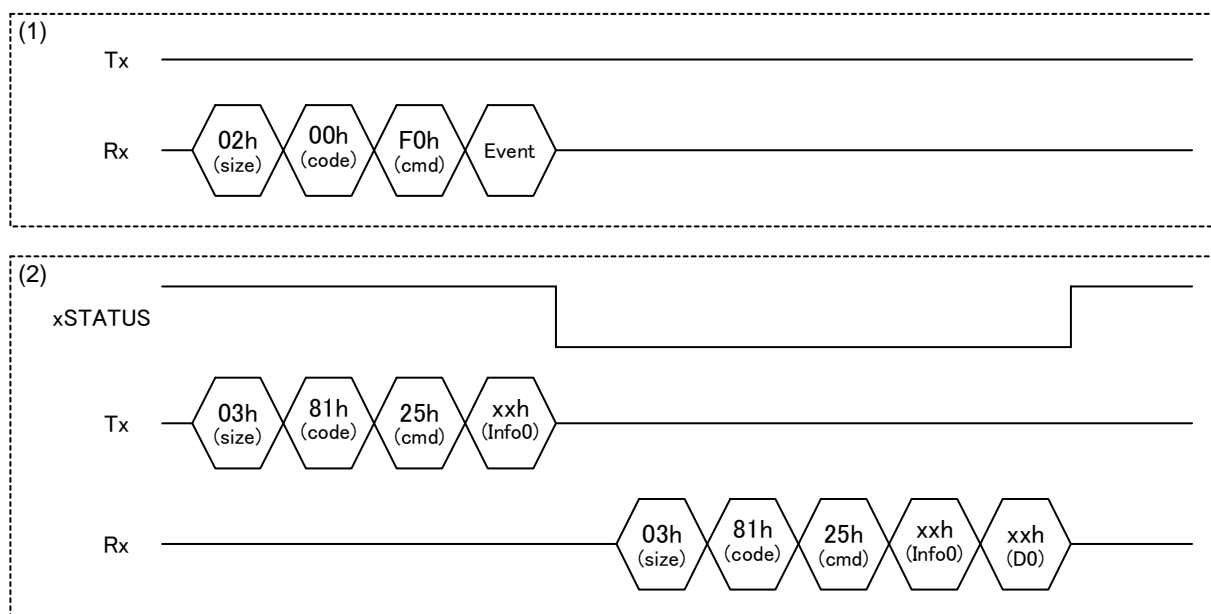 (1)
Tx
Rx
02h
(size)
00h
(code)
F0h
(cmd)
Event
(2)
xSTATUS
Tx
03h
(size)
81h
(code)
25h
(cmd)
xxh
(Info0)
Rx
03h
(size)
81h
(code)
25h
(cmd)
xxh
(Info0)
xxh
(D0)